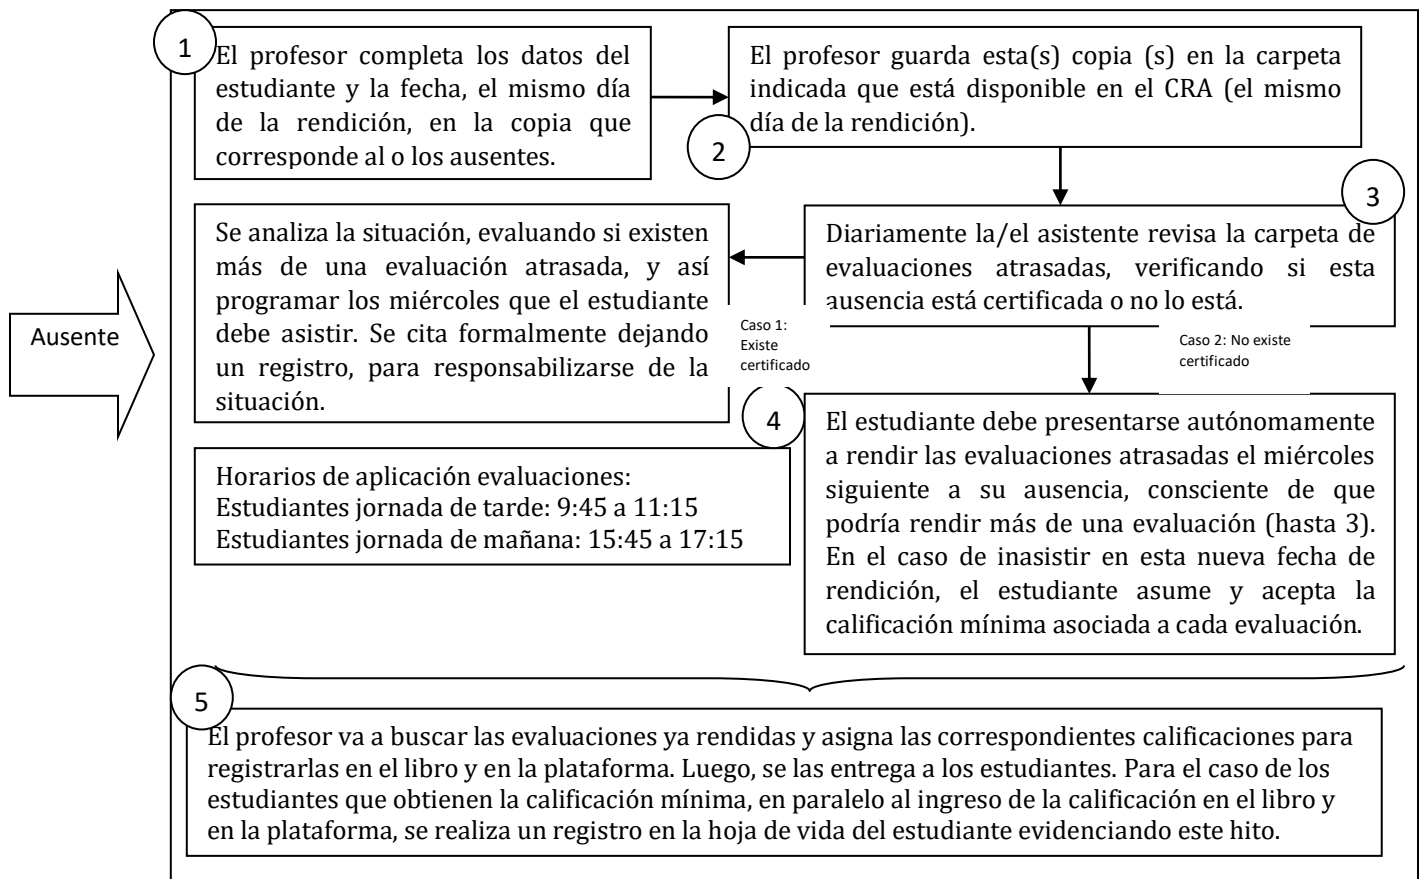 1
El profesor completa los datos del
estudiante y la fecha, el mismo día
de la rendición, en la copia que
corresponde al o los ausentes.
El profesor guarda esta(s) copia (s) en la carpeta
indicada que está disponible en el CRA (el mismo
día de la rendición).
2
3
Diariamente la/el asistente revisa la carpeta de
evaluaciones atrasadas, verificando si esta
ausencia está certificada o no lo está.
Se analiza la situación, evaluando si existen
más de una evaluación atrasada, y así
programar los miércoles que el estudiante
debe asistir. Se cita formalmente dejando
un registro, para responsabilizarse de la
situación.
Ausente
Caso 1:
Existe
certificado
Caso 2: No existe
certificado
4
El estudiante debe presentarse autónomamente
a rendir las evaluaciones atrasadas el miércoles
siguiente a su ausencia, consciente de que
podría rendir más de una evaluación (hasta 3).
En el caso de inasistir en esta nueva fecha de
rendición, el estudiante asume y acepta la
calificación mínima asociada a cada evaluación.
Horarios de aplicación evaluaciones:
Estudiantes jornada de tarde: 9:45 a 11:15
Estudiantes jornada de mañana: 15:45 a 17:15
5
El profesor va a buscar las evaluaciones ya rendidas y asigna las correspondientes calificaciones para
registrarlas en el libro y en la plataforma. Luego, se las entrega a los estudiantes. Para el caso de los
estudiantes que obtienen la calificación mínima, en paralelo al ingreso de la calificación en el libro y
en la plataforma, se realiza un registro en la hoja de vida del estudiante evidenciando este hito.